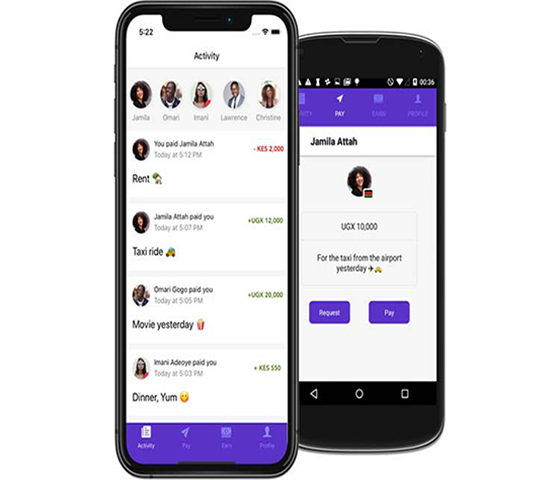 5:22
Activity
Jamila Omari Imani Lawrence Christine
You paid Jamila Attah
Today at 5:12 PM
- KES 2,000
Rent 🏡
Jamila Attah paid you
Today at 5:07 PM
+UGX 12,000
Taxi ride 🚖
Omari Gogo paid you
Today at 5:05 PM
+UGX 20,000
Movie yesterday 🍿
Imani Adeoye paid you
Today at 5:03 PM
+ KES 550
Dinner, Yum 😋
Activity Pay Earn Profile
00:36
PAY EARN PROFILE
Jamila Attah
UGX 10,000
For the taxi from the airport
yesterday ✈🚕
Request Pay